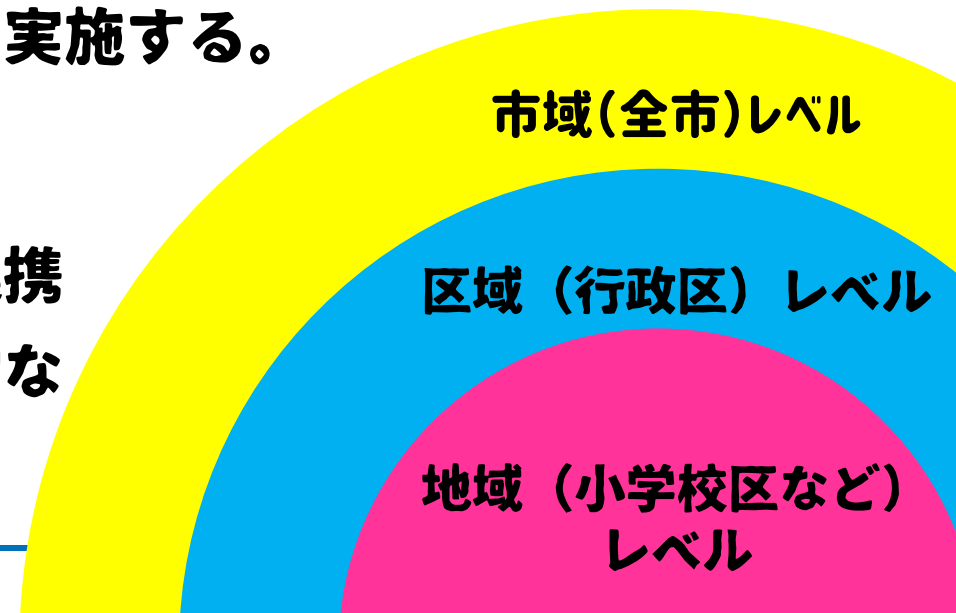 実施する。
市域(全市)レベル
携
区域（行政区）レベル
な
地域（小学校区など）
レベル